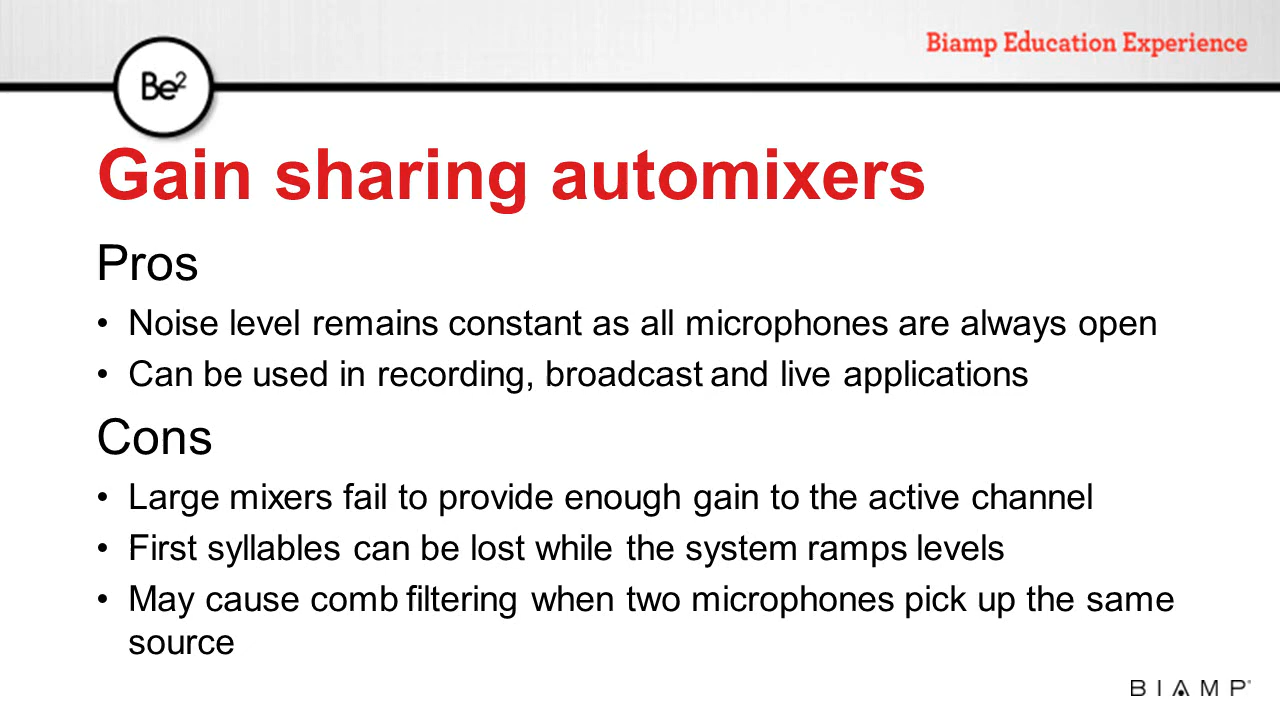 Biamp Education Experience
Be²
Gain sharing automixers
Pros
• Noise level remains constant as all microphones are always open
• Can be used in recording, broadcast and live applications
Cons
• Large mixers fail to provide enough gain to the active channel
• First syllables can be lost while the system ramps levels
• May cause comb filtering when two microphones pick up the same
source
BIAMP